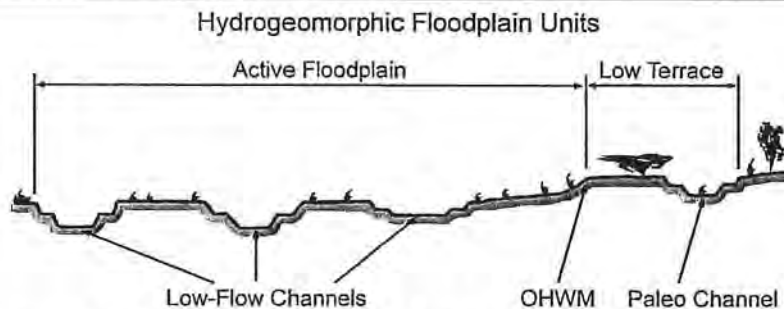 Hydrogeomorphic Floodplain Units
Active Floodplain
Low Terrace
Low-Flow Channels
OHWM
Paleo Channel